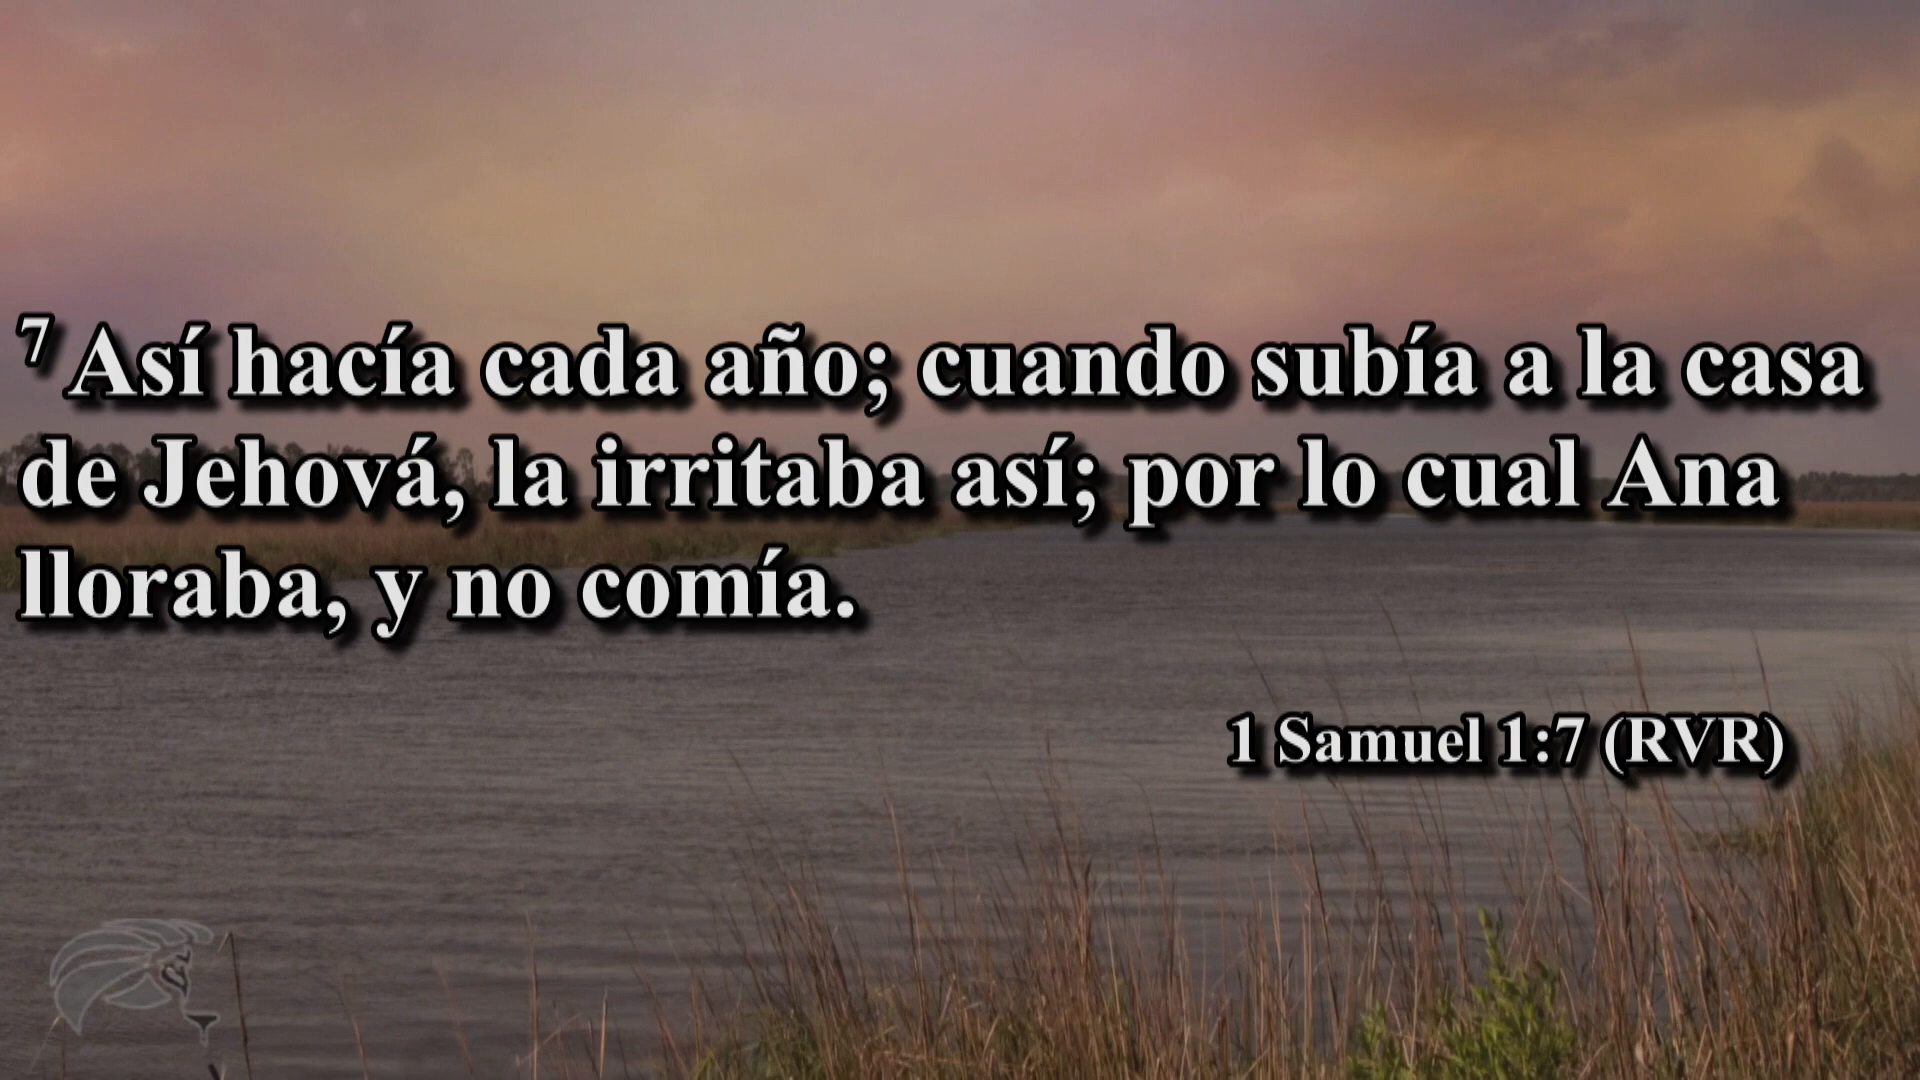 7 Así hacía cada año; cuando subía a la casa
de Jehová, la irritaba así; por lo cual Ana
lloraba, y no comía.
1 Samuel 1:7 (RVR)